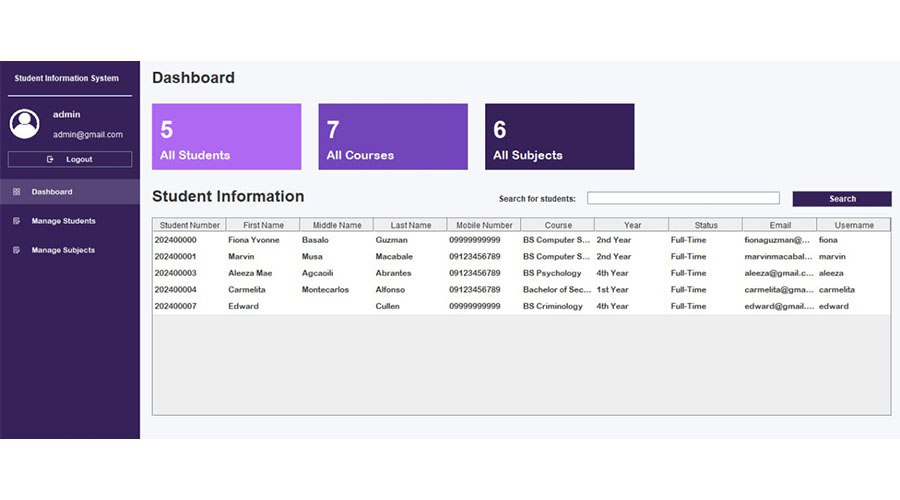 Student Information System
admin
admin@gmail.com
Logout
Dashboard
Manage Students
Manage Subjects
Dashboard
5
All Students
7
All Courses
6
All Subjects
Student Information
Search for students:
Search
Student Number First Name Middle Name Last Name Mobile Number Course Year Status Email Username
202400000 Fiona Yvonne Basalo Guzman 09999999999 BS Computer S... 2nd Year Full-Time fionaguzman@... fiona
202400001 Marvin Musa Macabale 09123456789 BS Computer S... 2nd Year Full-Time marvinmacabal... marvin
202400003 Aleeza Mae Agcaoili Abrantes 09123456789 BS Psychology 4th Year Full-Time aleeza@gmail.c... aleeza
202400004 Carmelita Montecarlos Alfonso 09123456789 Bachelor of Sec... 1st Year Full-Time carmelita@gma... carmelita
202400007 Edward Cullen 09999999999 BS Criminology 4th Year Full-Time edward@gmail.... edward